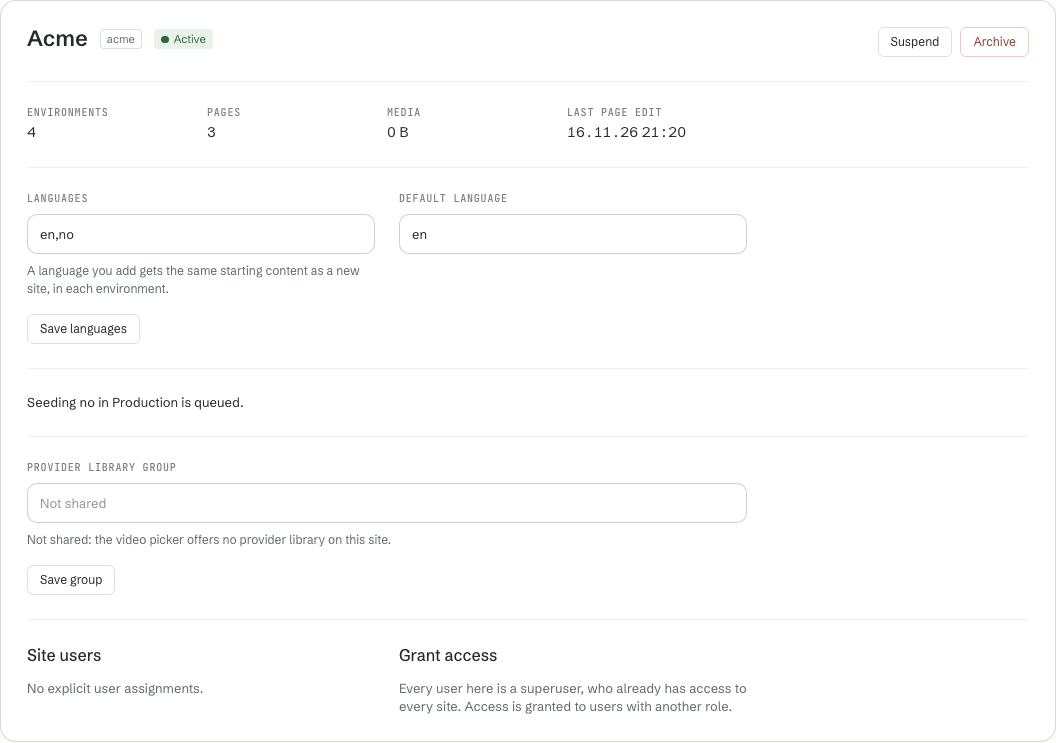 Acme acme Active Suspend Archive
ENVIRONMENTS PAGES MEDIA LAST PAGE EDIT
4 3 0 B 16.11.26 21:20
LANGUAGES DEFAULT LANGUAGE
en,no en
A language you add gets the same starting content as a new
site, in each environment.
Save languages
Seeding no in Production is queued.
PROVIDER LIBRARY GROUP
Not shared
Not shared: the video picker offers no provider library on this site.
Save group
Site users Grant access
No explicit user assignments. Every user here is a superuser, who already has access to
every site. Access is granted to users with another role.